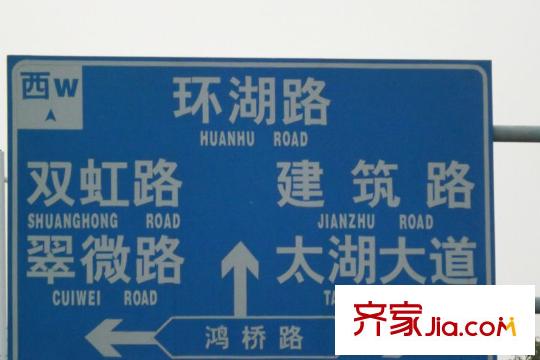 西W
环湖路
HUANHU ROAD
双虹路 建筑路
SHUANGHONG ROAD JIANZHU ROAD
翠微路 太湖大道
CUIWEI ROAD
鸿桥路
齐家Jia.com